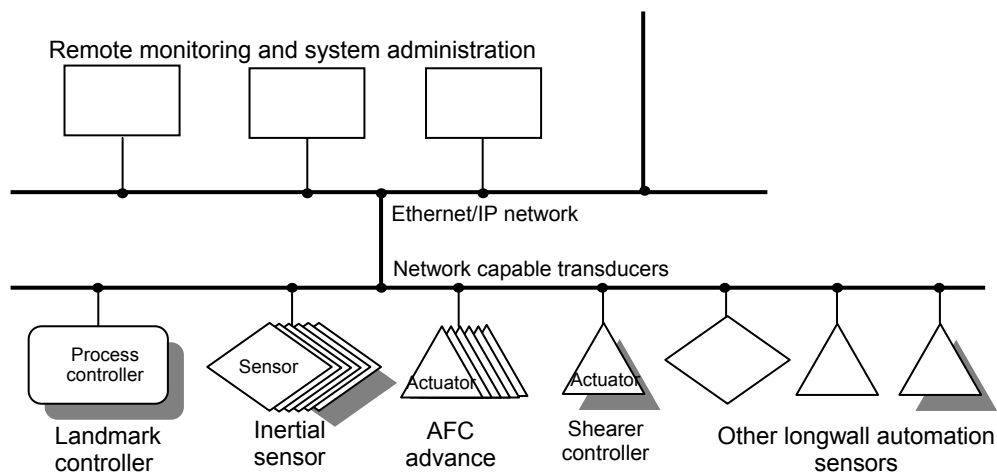 Remote monitoring and system administration
Ethernet/IP network
Network capable transducers
Process
controller
Sensor
Actuator
Actuator
Landmark
controller
Inertial
sensor
AFC
advance
Shearer
controller
Other longwall automation
sensors